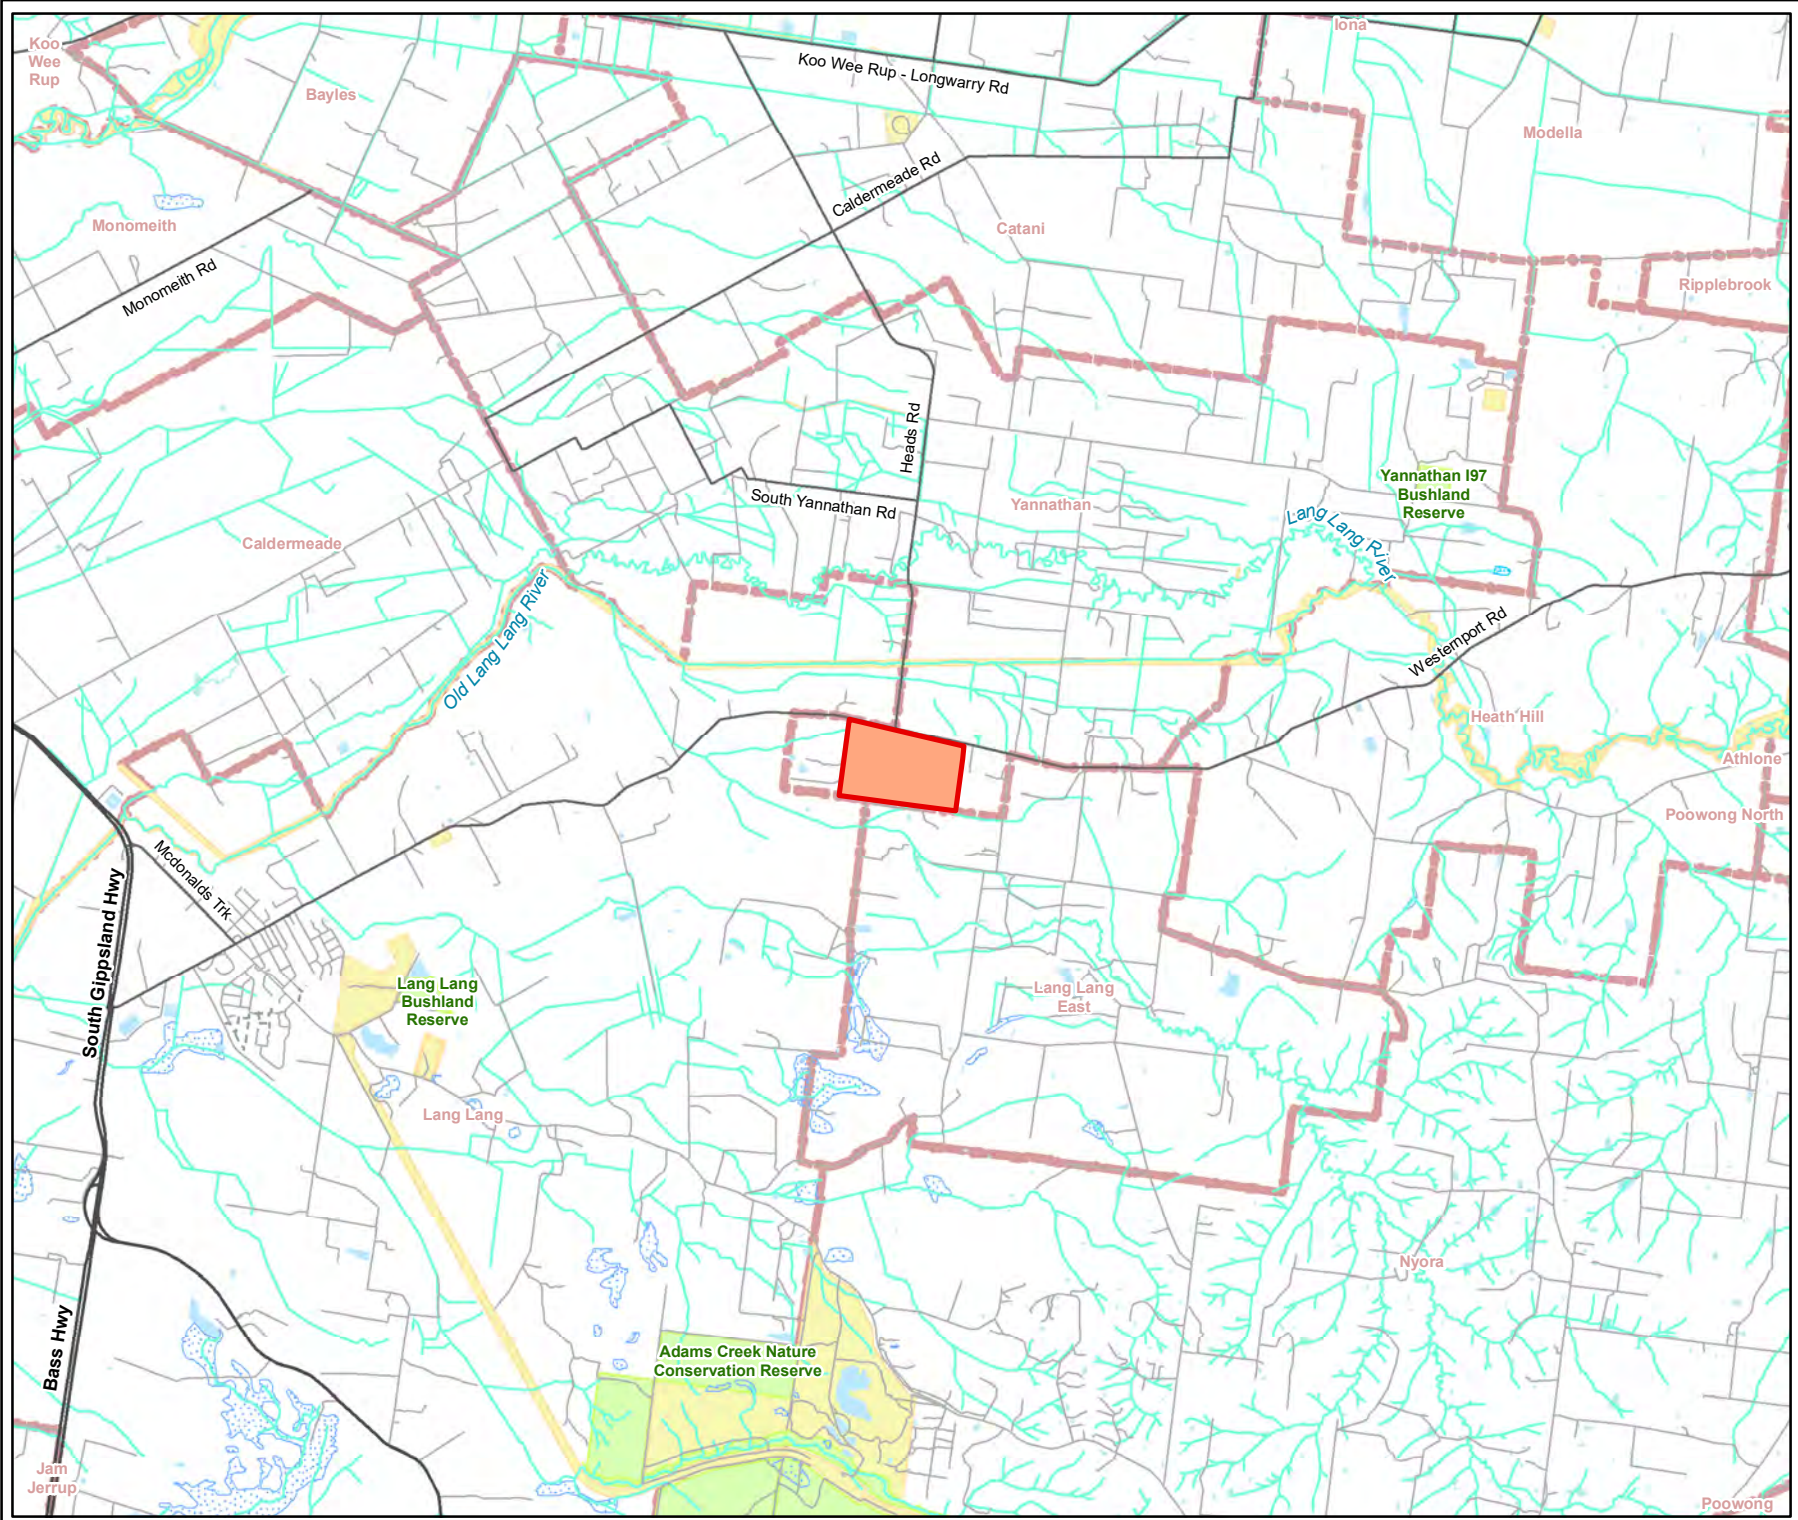 Iona
Koo
Wee
Rup
Koo Wee Rup - Longwarry Rd
Bayles
Modella
Caldermeade Rd
Monomeith
Catani
Monomeith Rd
Ripplebrook
Heads Rd
Yannathan I97
Bushland
Reserve
South Yannathan Rd
Yannathan
Lang Lang River
Caldermeade
Old Lang Lang River
Westernport Rd
Heath Hill
Athlone
Poowong North
Mcdonalds Trk
South Gippsland Hwy
Lang Lang
Bushland
Reserve
Lang Lang
East
Lang Lang
Nyora
Bass Hwy
Adams Creek Nature
Conservation Reserve
Jam
Jerrup
Poowong